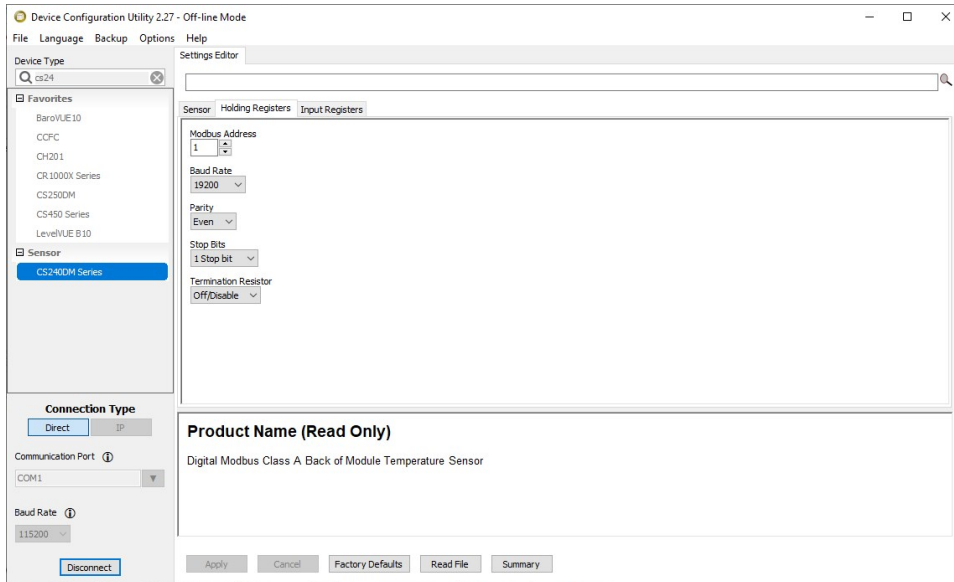 Device Configuration Utility 2.27 - Off-line Mode
File Language Backup Options Help
Device Type
cs24
Favorites
BaroVUE10
CCFC
CH201
CR1000X Series
CS250DM
CS450 Series
LevelVUE B10
Sensor
CS240DM Series
Connection Type
Direct IP
Communication Port
COM1
Baud Rate
115200
Disconnect
Settings Editor
Sensor Holding Registers Input Registers
Modbus Address
1
Baud Rate
19200
Parity
Even
Stop Bits
1 Stop bit
Termination Resistor
Off/Disable
Product Name (Read Only)
Digital Modbus Class A Back of Module Temperature Sensor
Apply Cancel Factory Defaults Read File Summary